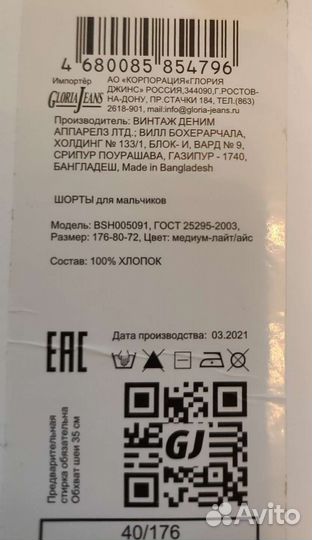 4 680085 854796
Импортёр
GLORIA JEANS
АО «КОРПОРАЦИЯ«ГЛОРИЯ
ДЖИНС» РОССИЯ,344090,Г.РОСТОВ-
НА-ДОНУ, ПР.СТАЧКИ 184, ТЕЛ.(863)
2618-901, mail:info@gloria-jeans.ru
Производитель: ВИНТАЖ ДЕНИМ
АППАРЕЛЗ ЛТД.; ВИЛЛ БОХЕРАРЧАЛА,
ХОЛДИНГ № 133/1, БЛОК- И, ВАРД № 9,
СРИПУР ПОУРАШАВА, ГАЗИПУР - 1740,
БАНГЛАДЕШ, Made in Bangladesh
ШОРТЫ для мальчиков
Модель: BSH005091, ГОСТ 25295-2003,
Размер: 176-80-72, Цвет: медиум-лайт/айс
Состав: 100% ХЛОПОК
Дата производства: 03.2021
EAC
Предварительная
стирка обязательна
Обхват шеи 35 см
GJ
40/176
Avito